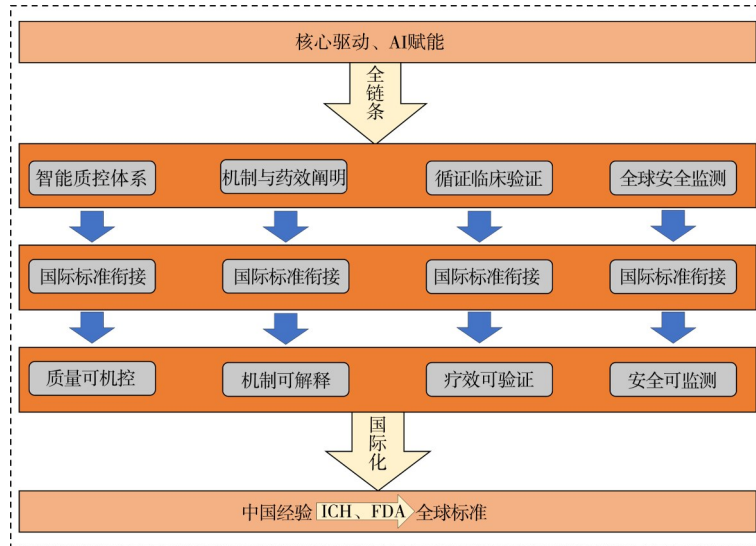 核心驱动、AI赋能
全链条
智能质控体系
机制与药效阐明
循证临床验证
全球安全监测
国际标准衔接
国际标准衔接
国际标准衔接
国际标准衔接
质量可机控
机制可解释
疗效可验证
安全可监测
国际化
中国经验 ICH、FDA 全球标准